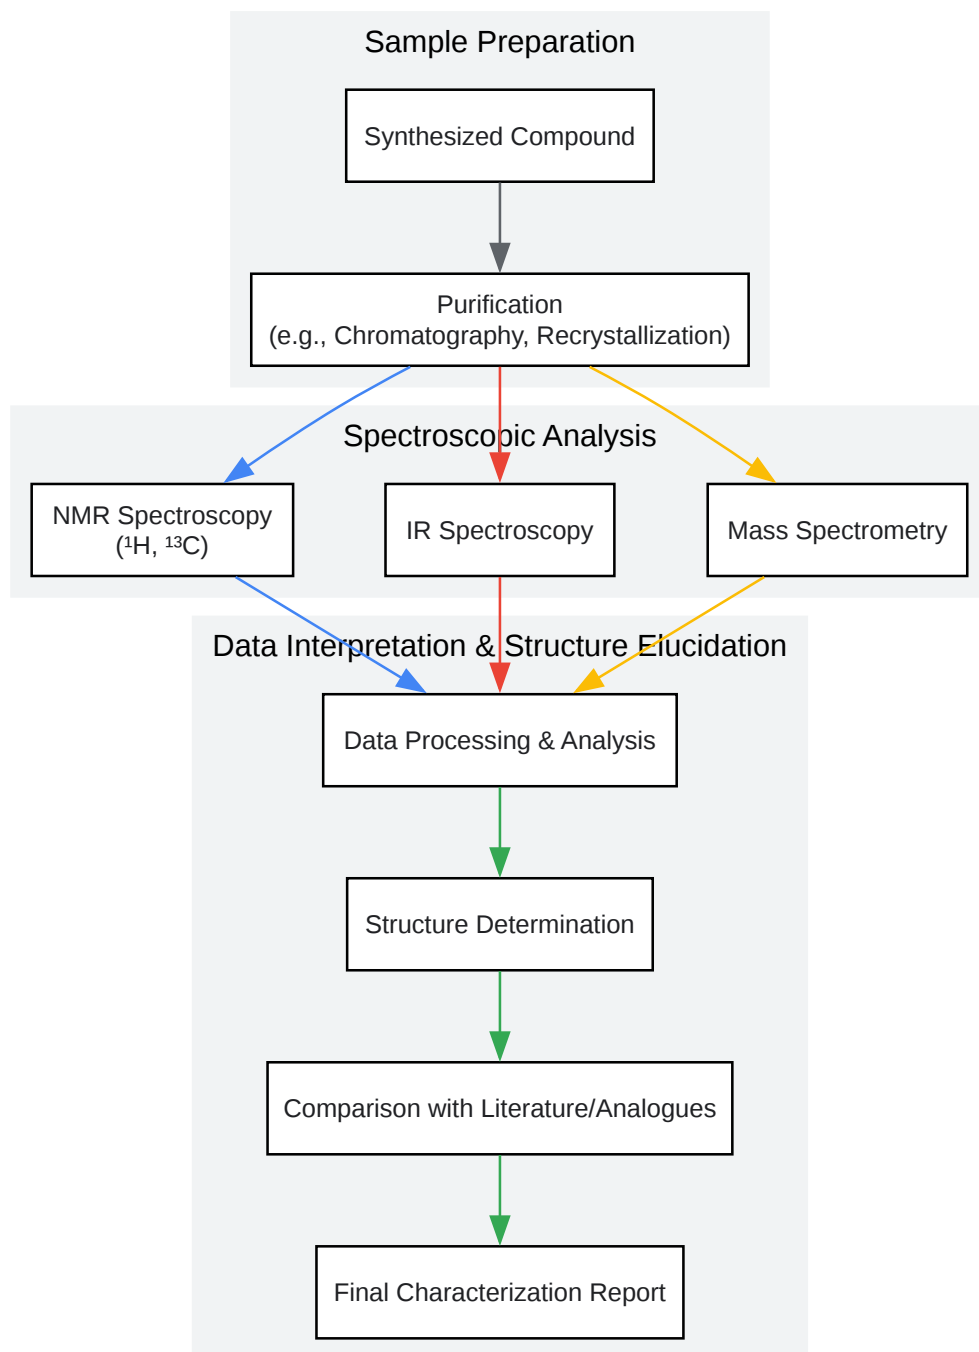 Sample Preparation
Synthesized Compound
Purification
(e.g., Chromatography, Recrystallization)
Spectroscopic Analysis
NMR Spectroscopy
(¹H, ¹³C)
IR Spectroscopy
Mass Spectrometry
Data Interpretation & Structure Elucidation
Data Processing & Analysis
Structure Determination
Comparison with Literature/Analogues
Final Characterization Report